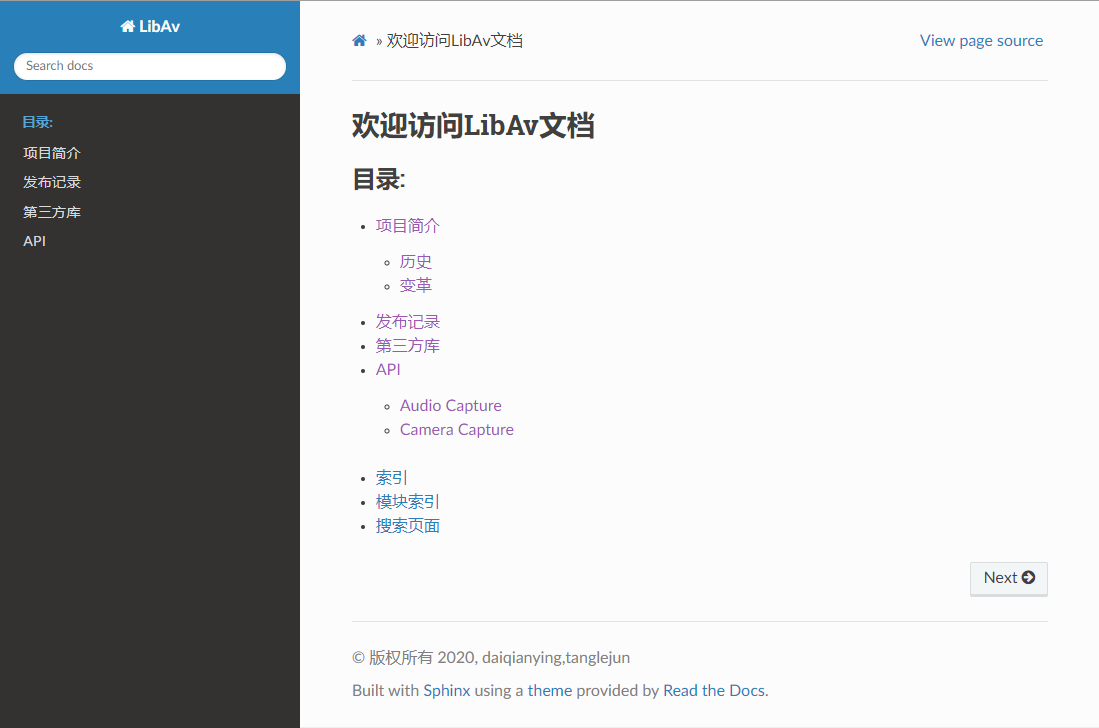 LibAv
Search docs
目录:
项目简介
发布记录
第三方库
API
» 欢迎访问LibAv文档
View page source
欢迎访问LibAv文档
目录:
项目简介
历史
变革
发布记录
第三方库
API
Audio Capture
Camera Capture
索引
模块索引
搜索页面
Next
© 版权所有 2020, daiqianying,tanglejun
Built with Sphinx using a theme provided by Read the Docs.